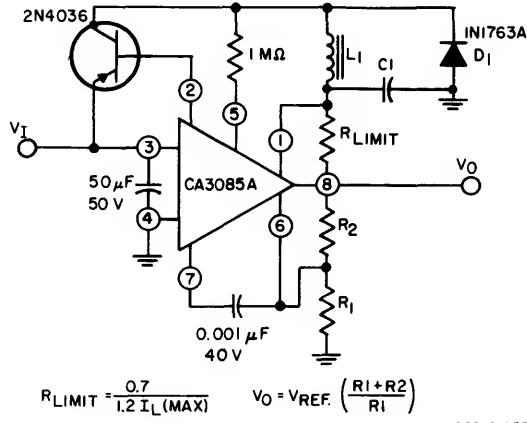 2N4036
1N1763A
D1
1 MΩ
L1
C1
2
5
1
RLIMIT
VI
3
CA3085A
8
VO
50 μF
50 V
4
6
R2
7
R1
0.001 μF
40 V
RLIMIT = 0.7 / 1.2 IL(MAX)
VO = VREF. (R1+R2 / R1)